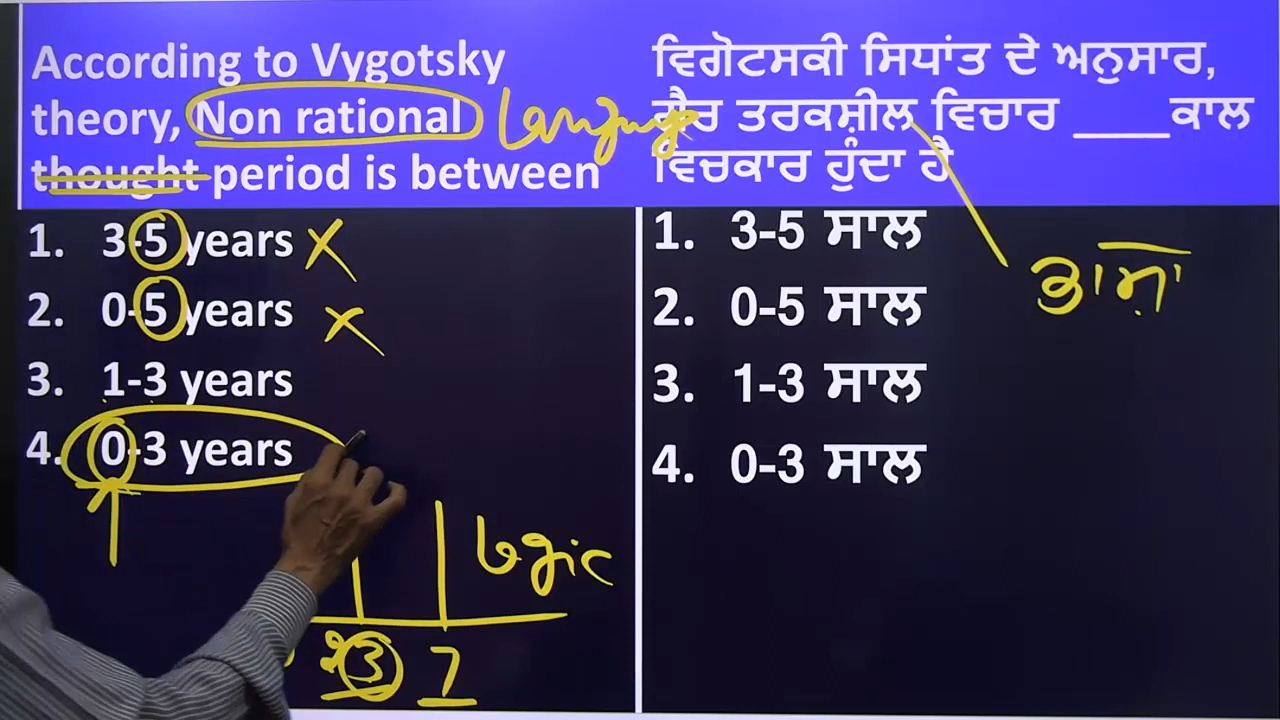 According to Vygotsky
theory, Non rational Language
thought period is between
1. 3-5 years X
2. 0-5 years X
3. 1-3 years
4. 0-3 years
Logic
3 7
ਵਿਗੋਟਸਕੀ ਸਿਧਾਂਤ ਦੇ ਅਨੁਸਾਰ,
ਗੈਰ ਤਰਕਸ਼ੀਲ ਵਿਚਾਰ ____ਕਾਲ
ਵਿਚਕਾਰ ਹੁੰਦਾ ਹੈ
1. 3-5 ਸਾਲ
2. 0-5 ਸਾਲ
3. 1-3 ਸਾਲ
4. 0-3 ਸਾਲ
ਭਾਸ਼ਾ